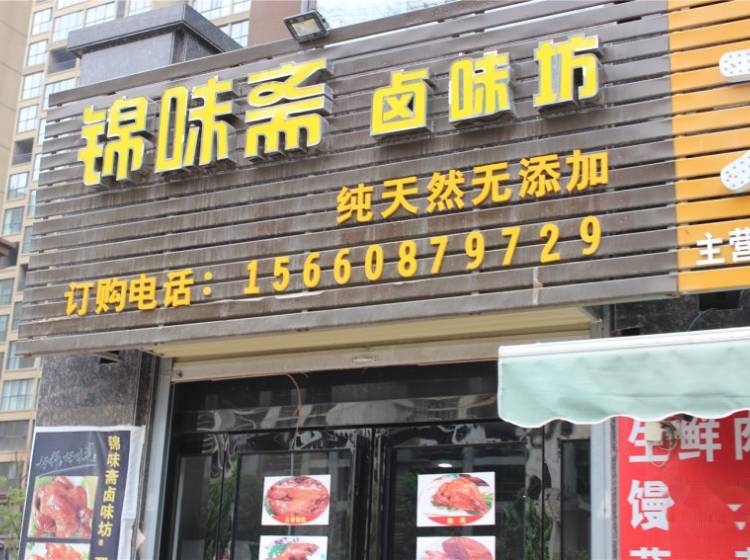 锦味斋 卤味坊
纯天然无添加
订购电话：15660879729
主营
锦味斋卤味坊
生鲜肉
馒